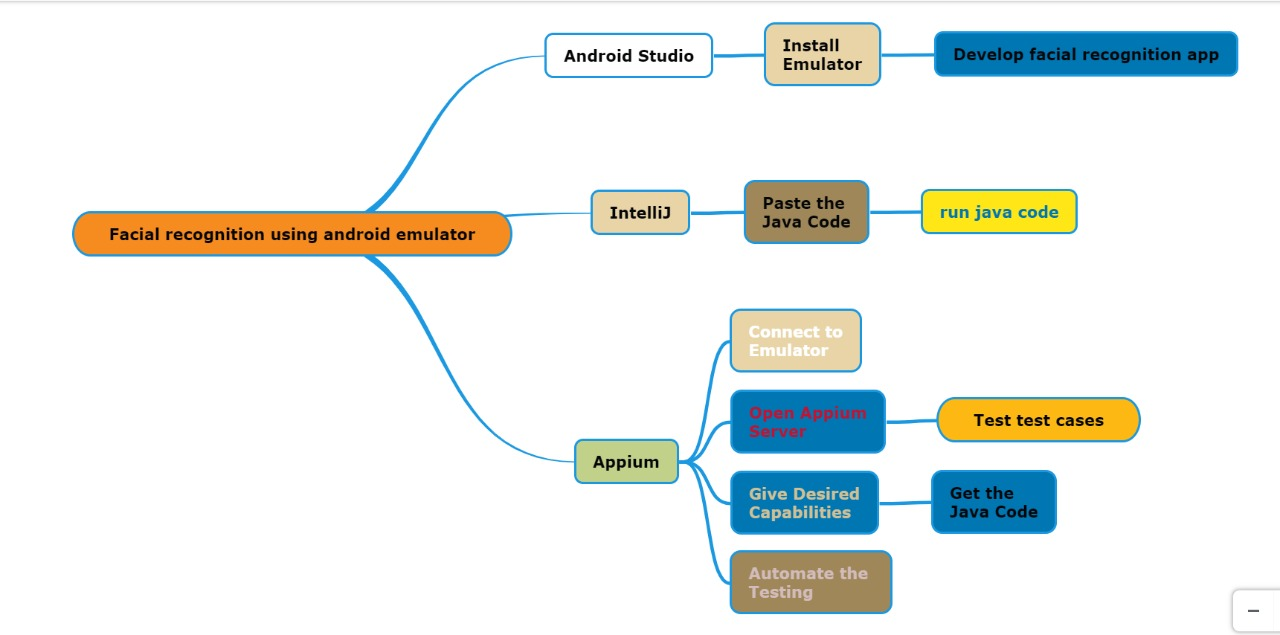 Android Studio
Install
Emulator
Develop facial recognition app
Facial recognition using android emulator
IntelliJ
Paste the
Java Code
run java code
Appium
Connect to
Emulator
Open Appium
Server
Test test cases
Give Desired
Capabilities
Get the
Java Code
Automate the
Testing